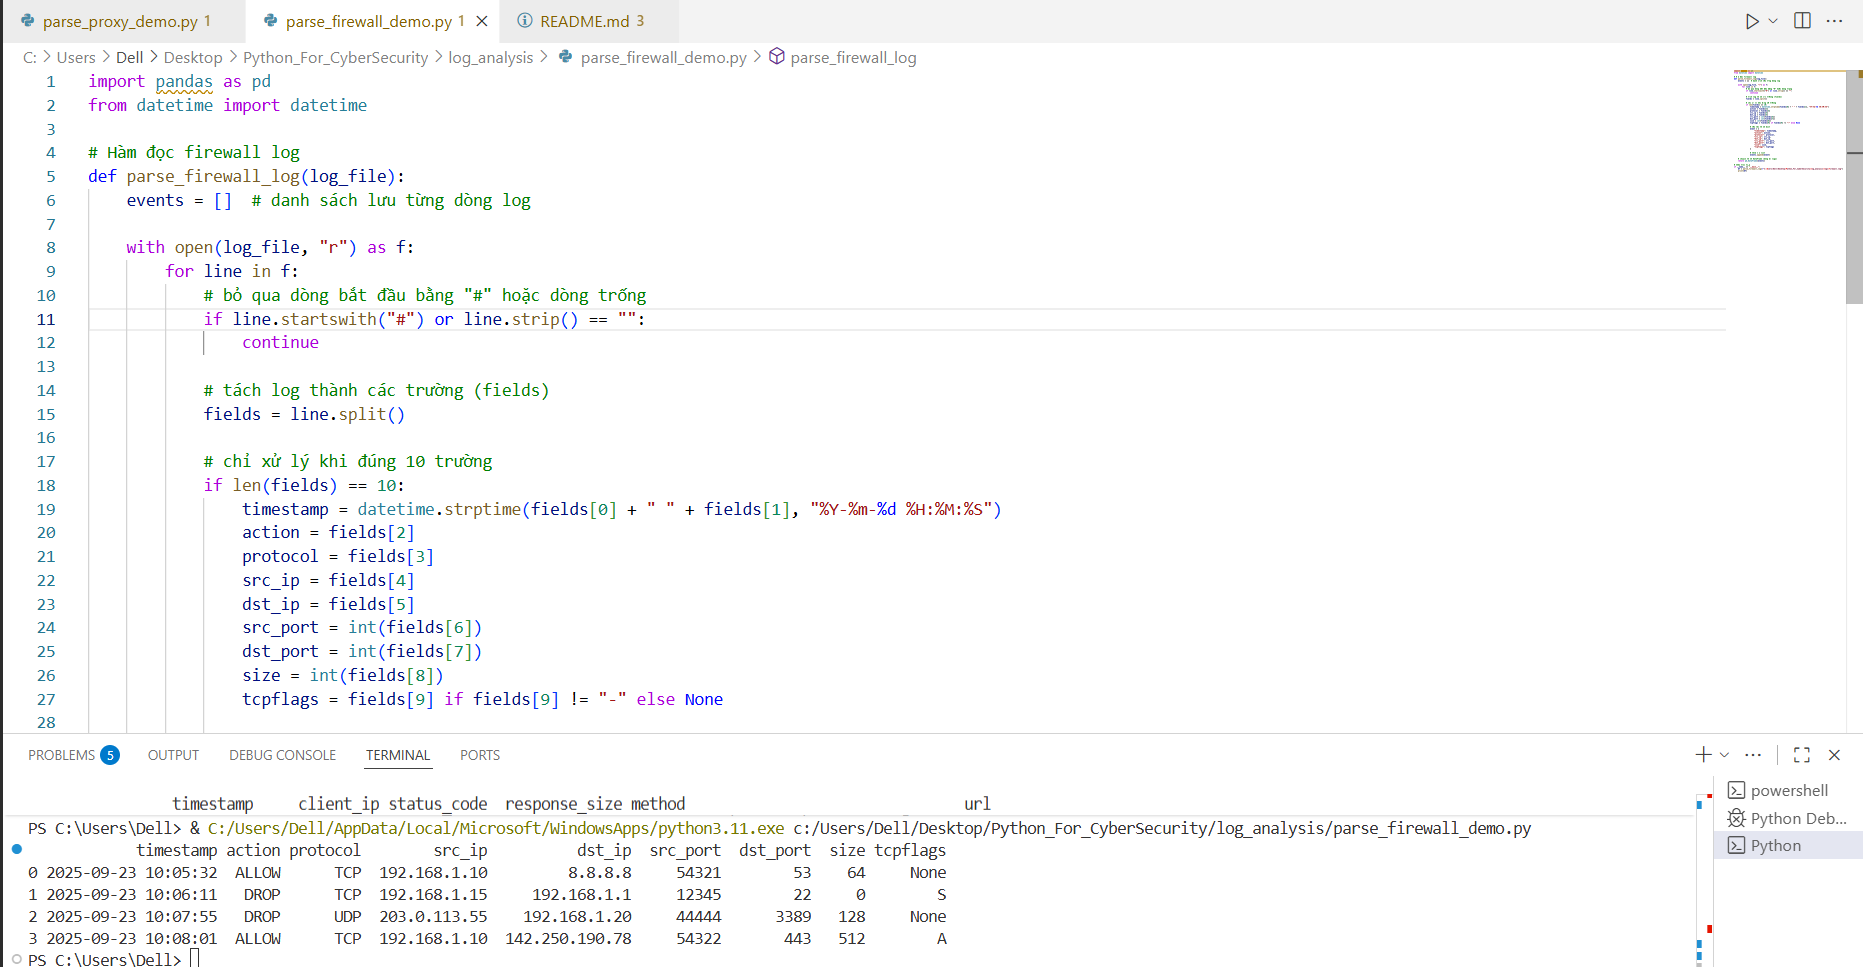 parse_proxy_demo.py 1
parse_firewall_demo.py 1
README.md 3
C: > Users > Dell > Desktop > Python_For_CyberSecurity > log_analysis > parse_firewall_demo.py > parse_firewall_log
1 import pandas as pd
2 from datetime import datetime
3
4 # Hàm đọc firewall log
5 def parse_firewall_log(log_file):
6 events = [] # danh sách lưu từng dòng log
7
8 with open(log_file, "r") as f:
9 for line in f:
10 # bỏ qua dòng bắt đầu bằng "#" hoặc dòng trống
11 if line.startswith("#") or line.strip() == "":
12 continue
13
14 # tách log thành các trường (fields)
15 fields = line.split()
16
17 # chỉ xử lý khi đúng 10 trường
18 if len(fields) == 10:
19 timestamp = datetime.strptime(fields[0] + " " + fields[1], "%Y-%m-%d %H:%M:%S")
20 action = fields[2]
21 protocol = fields[3]
22 src_ip = fields[4]
23 dst_ip = fields[5]
24 src_port = int(fields[6])
25 dst_port = int(fields[7])
26 size = int(fields[8])
27 tcpflags = fields[9] if fields[9] != "-" else None
28
PROBLEMS 5 OUTPUT DEBUG CONSOLE TERMINAL PORTS
timestamp client_ip status_code response_size method url
PS C:\Users\Dell> & C:/Users/Dell/AppData/Local/Microsoft/WindowsApps/python3.11.exe c:/Users/Dell/Desktop/Python_For_CyberSecurity/log_analysis/parse_firewall_demo.py
timestamp action protocol src_ip dst_ip src_port dst_port size tcpflags
0 2025-09-23 10:05:32 ALLOW TCP 192.168.1.10 8.8.8.8 54321 53 64 None
1 2025-09-23 10:06:11 DROP TCP 192.168.1.15 192.168.1.1 12345 22 0 S
2 2025-09-23 10:07:55 DROP UDP 203.0.113.55 192.168.1.20 44444 3389 128 None
3 2025-09-23 10:08:01 ALLOW TCP 192.168.1.10 142.250.190.78 54322 443 512 A
PS C:\Users\Dell>
powershell
Python Deb...
Python